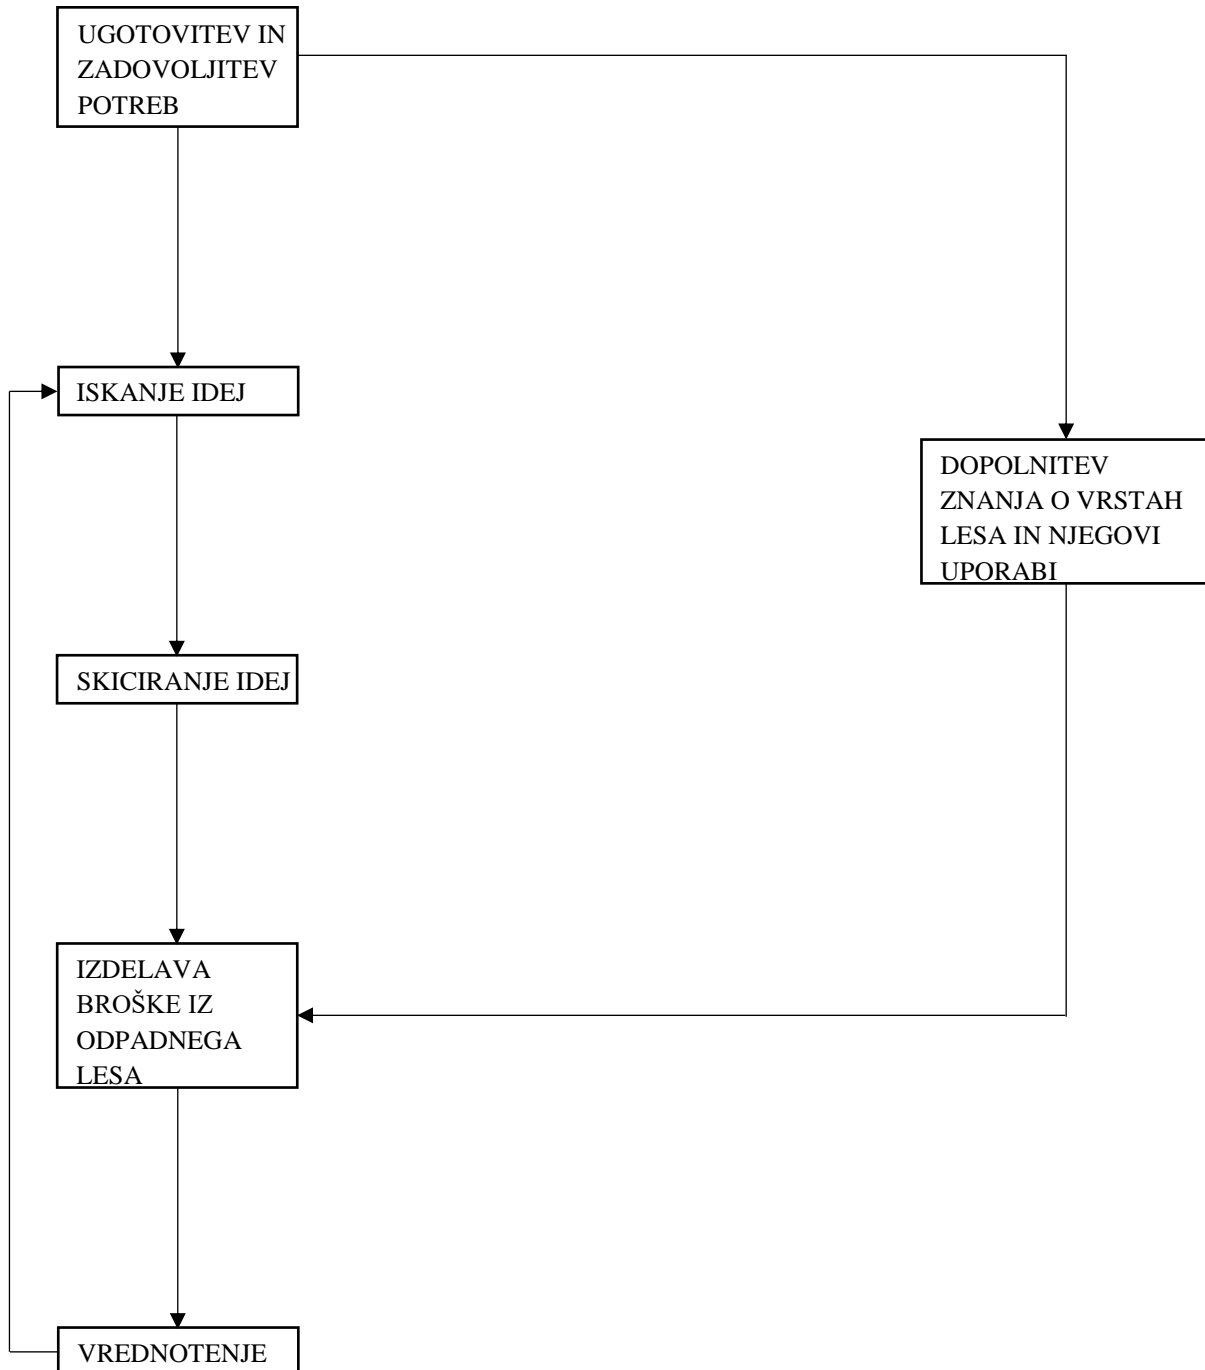 UGOTOVITEV IN
ZADOVOLJITEV
POTREB
ISKANJE IDEJ
DOPOLNITEV
ZNANJA O VRSTAH
LESA IN NJEGOVI
UPORABI
SKICIRANJE IDEJ
IZDELAVA
BROŠKE IZ
ODPADNEGA
LESA
VREDNOTENJE